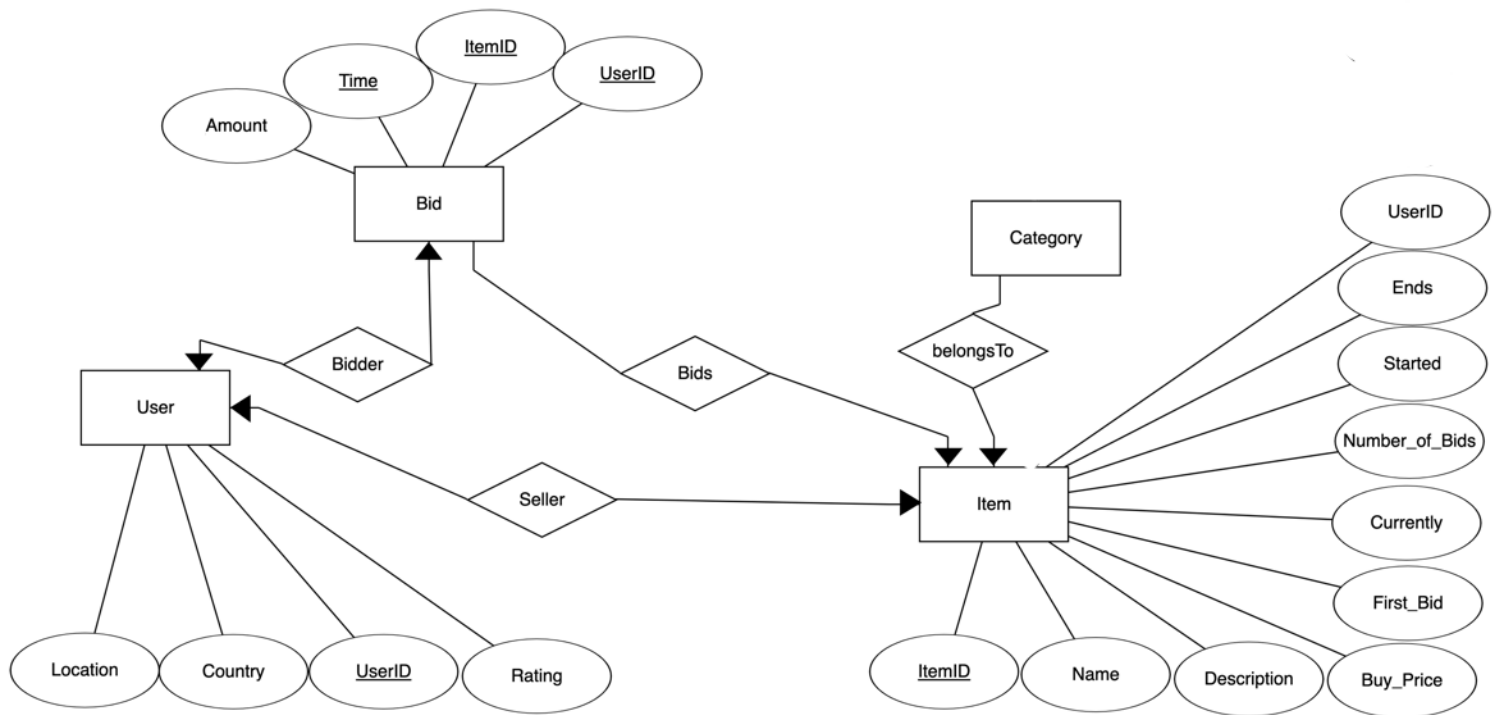 ItemID
UserID
Time
Amount
Bid
UserID
Category
Ends
belongsTo
Started
Bidder
Bids
User
Number_of_Bids
Seller
Item
Currently
First_Bid
Location
Country
UserID
Rating
ItemID
Name
Description
Buy_Price